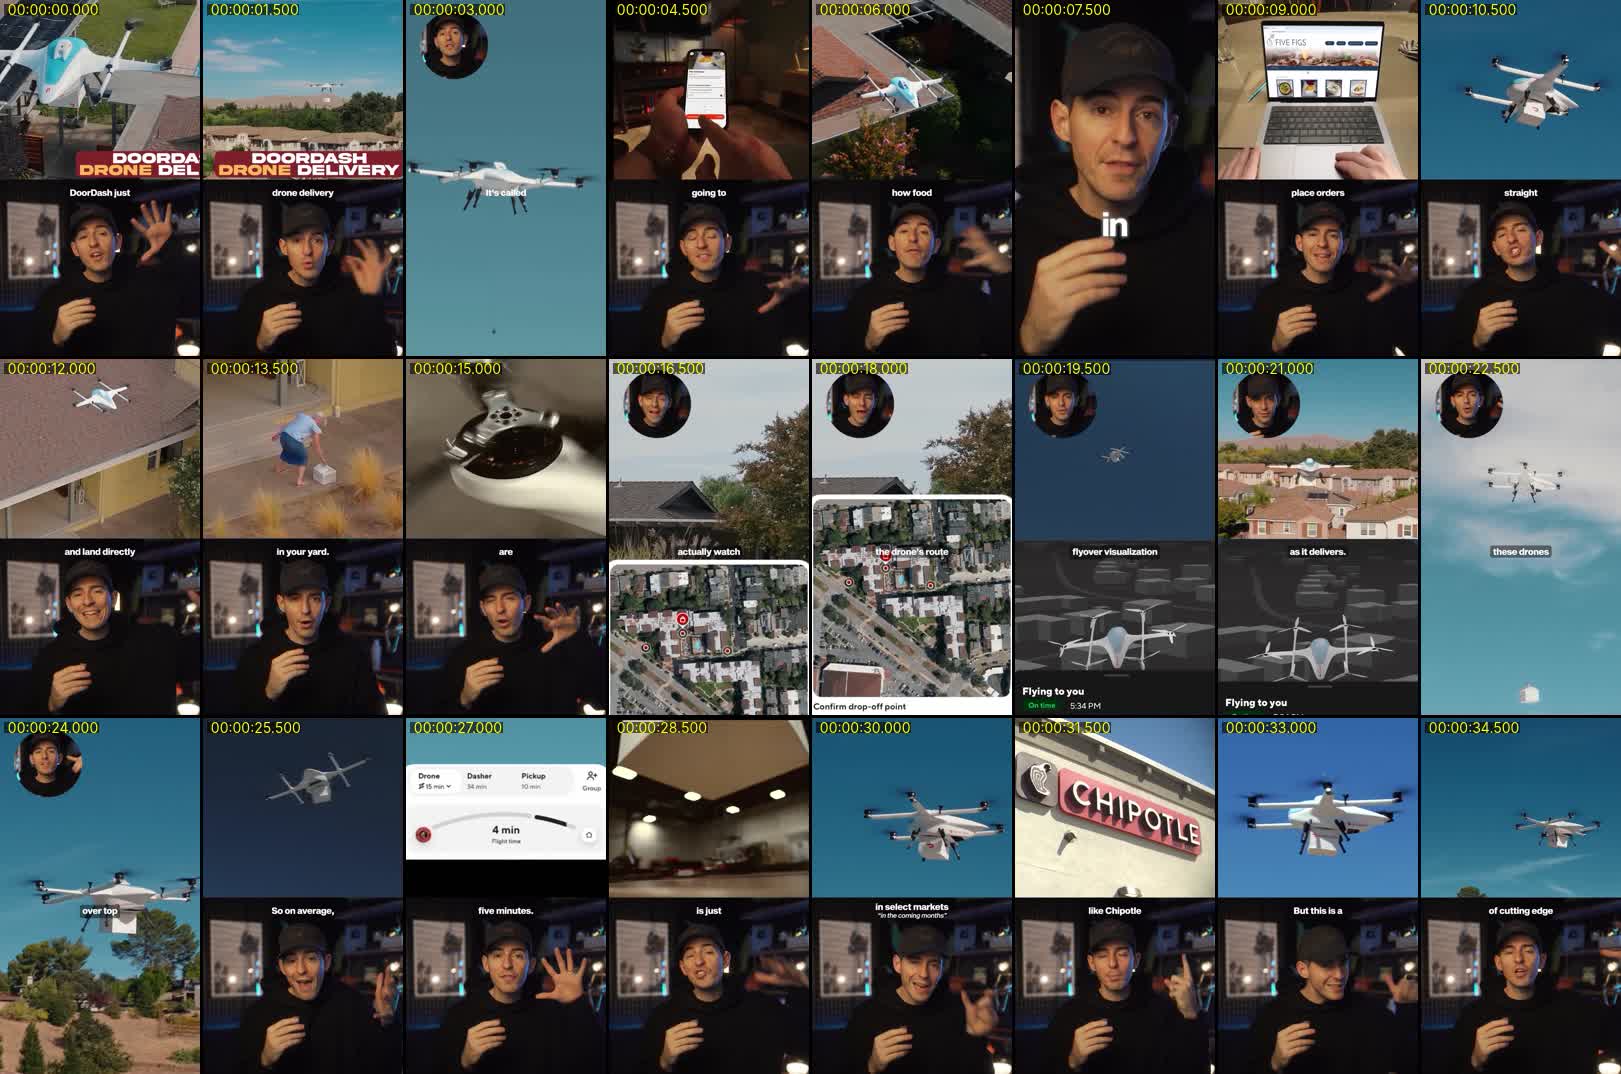 00:00:00.000
DOORDA
DRONE DEL
DoorDash just
00:00:01.500
DOORDASH
DRONE DELIVERY
drone delivery
00:00:03.000
It's called
00:00:04.500
going to
00:00:06.000
how food
00:00:07.500
in
00:00:09.000
FIVE FIGS
place orders
00:00:10.500
straight
00:00:12.000
and land directly
00:00:13.500
in your yard.
00:00:15.000
are
00:00:16.500
actually watch
00:00:18.000
the drone's route
Confirm drop-off point
00:00:19.500
flyover visualization
Flying to you
On time 5:34 PM
00:00:21.000
as it delivers.
Flying to you
00:00:22.500
these drones
00:00:24.000
over top
00:00:25.500
So on average,
00:00:27.000
Drone Dasher Pickup
15 min 34 min 10 min
Group
4 min
Flight time
five minutes.
00:00:28.500
is just
00:00:30.000
in select markets
"in the coming months"
00:00:31.500
CHIPOTLE
like Chipotle
00:00:33.000
But this is a
00:00:34.500
of cutting edge